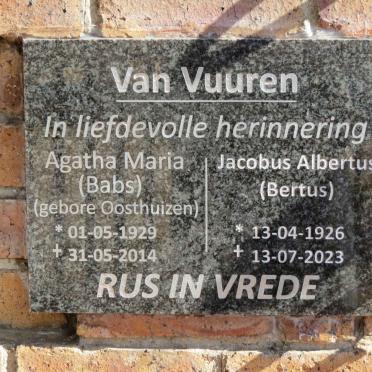 Van Vuuren
In liefdevolle herinnering
Agatha Maria
(Babs)
(gebore Oosthuizen)
* 01-05-1929
† 31-05-2014
Jacobus Albertus
(Bertus)
* 13-04-1926
† 13-07-2023
RUS IN VREDE